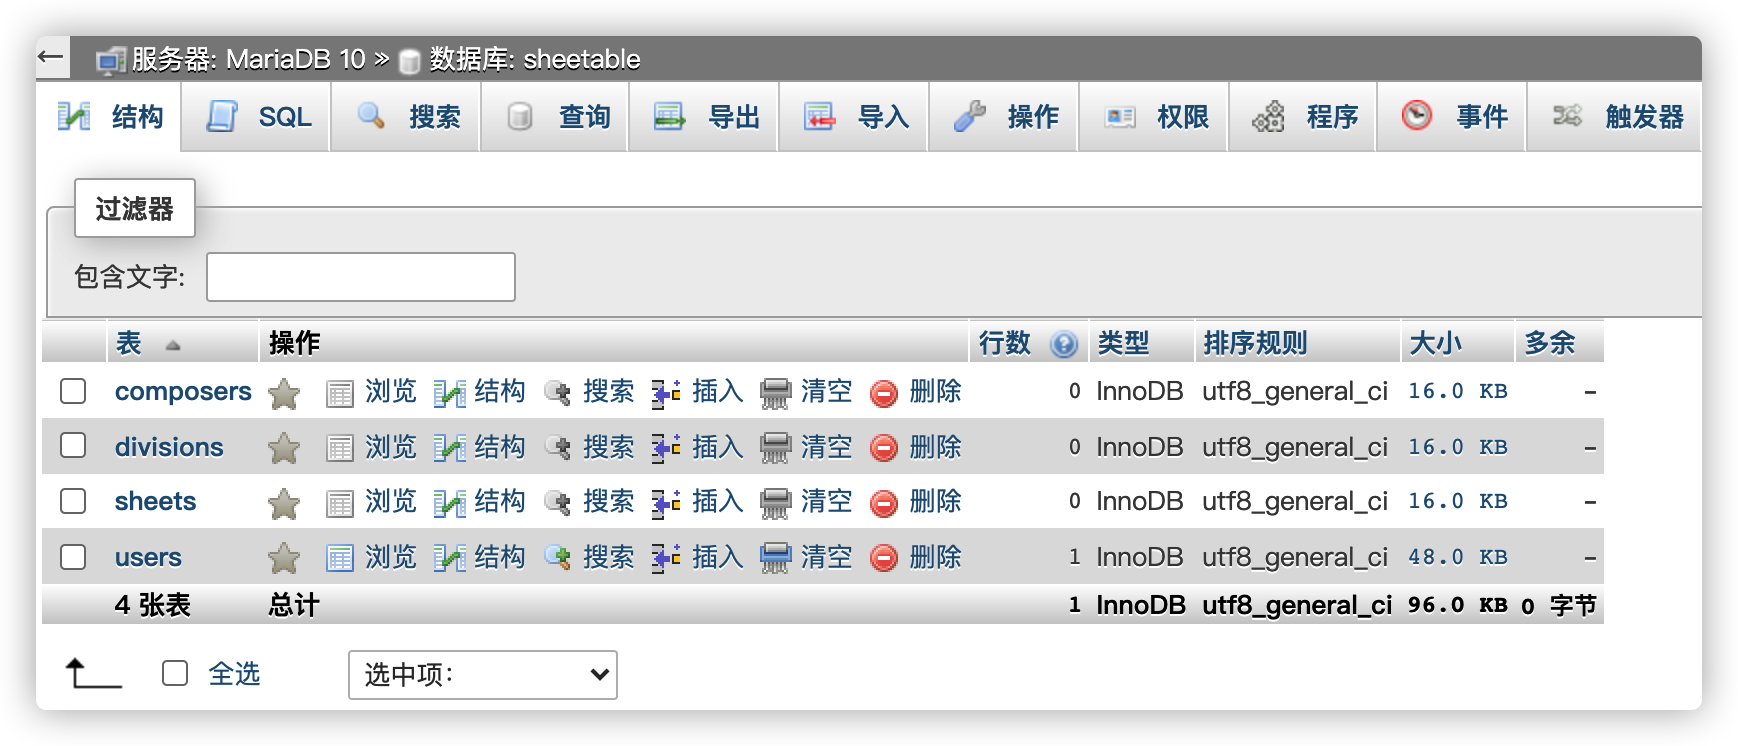 ← 服务器: MariaDB 10 » 数据库: sheetable
结构 SQL 搜索 查询 导出 导入 操作 权限 程序 事件 触发器
过滤器
包含文字:
表 操作 行数 类型 排序规则 大小 多余
composers 浏览 结构 搜索 插入 清空 删除 0 InnoDB utf8_general_ci 16.0 KB –
divisions 浏览 结构 搜索 插入 清空 删除 0 InnoDB utf8_general_ci 16.0 KB –
sheets 浏览 结构 搜索 插入 清空 删除 0 InnoDB utf8_general_ci 16.0 KB –
users 浏览 结构 搜索 插入 清空 删除 1 InnoDB utf8_general_ci 48.0 KB –
4 张表 总计 1 InnoDB utf8_general_ci 96.0 KB 0 字节
全选 选中项: